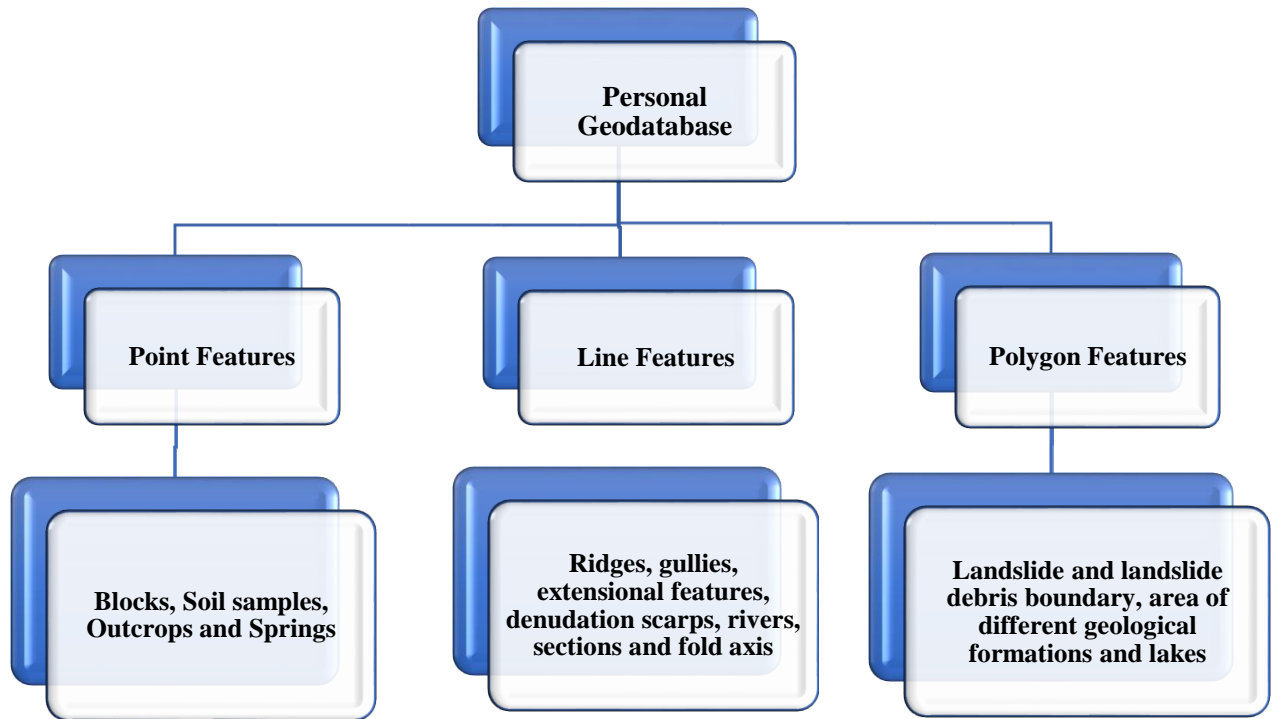 Personal
Geodatabase
Point Features
Line Features
Polygon Features
Blocks, Soil samples,
Outcrops and Springs
Ridges, gullies,
extensional features,
denudation scarps, rivers,
sections and fold axis
Landslide and landslide
debris boundary, area of
different geological
formations and lakes